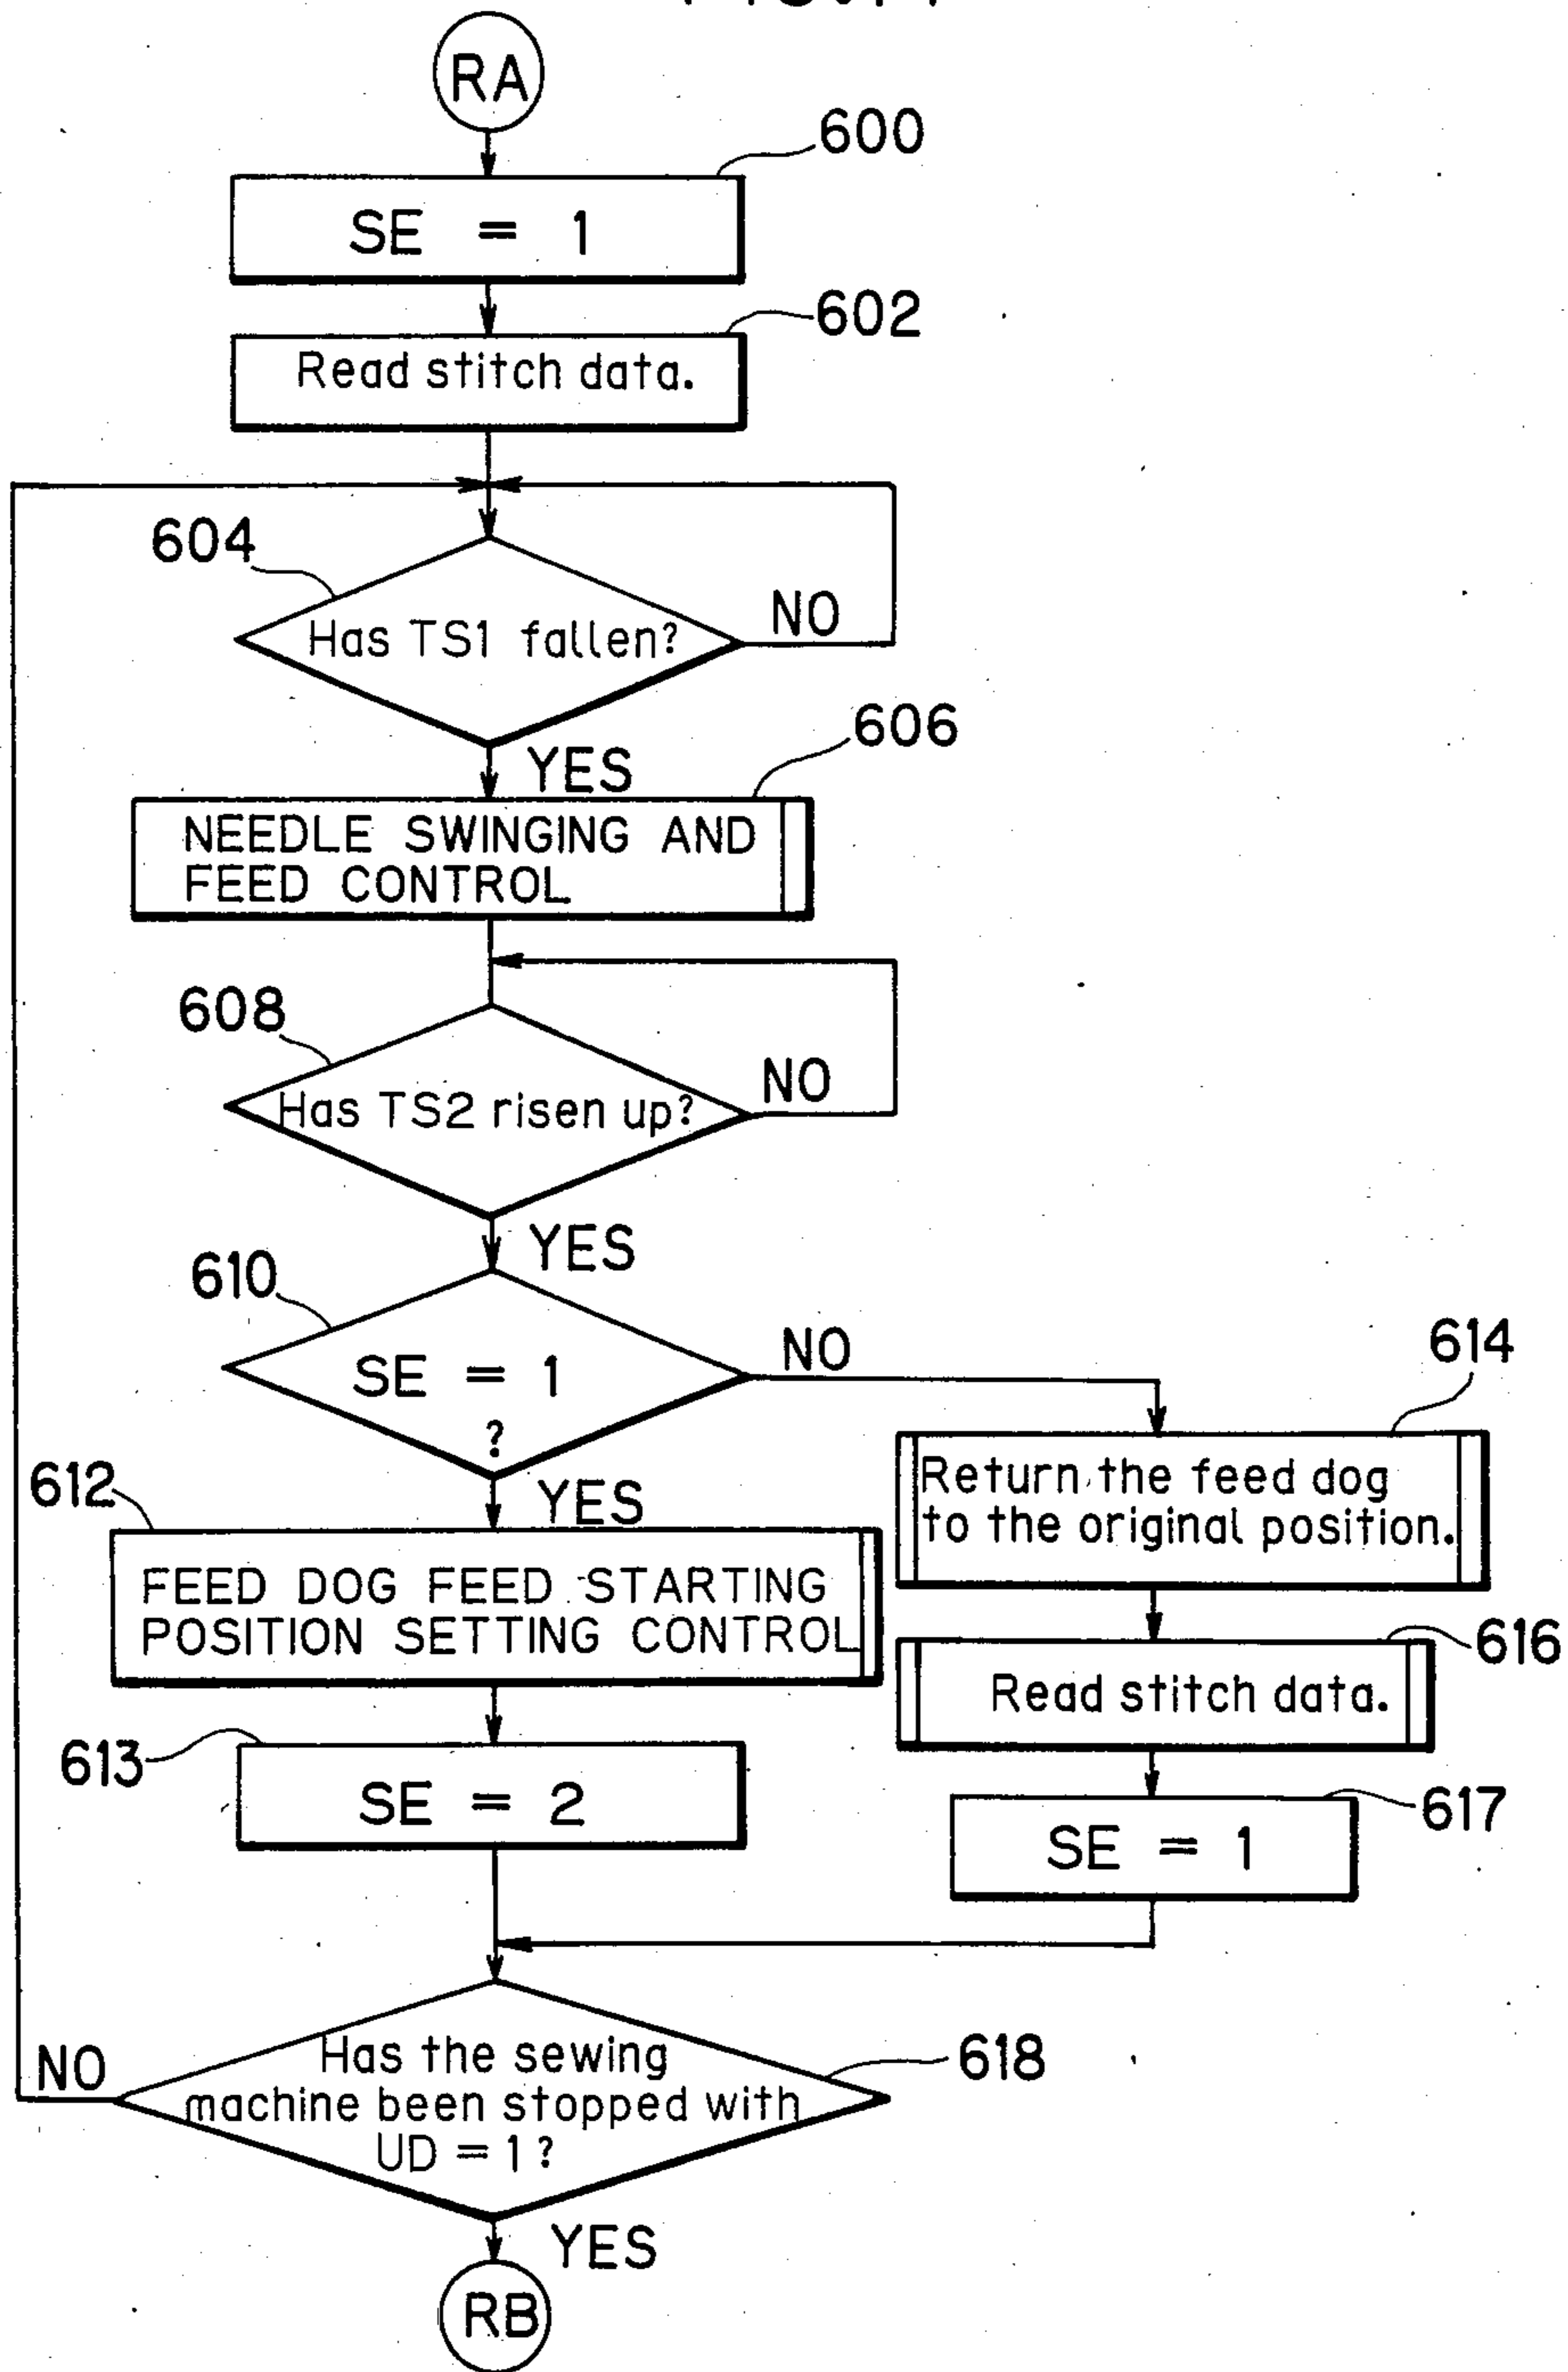 RA
600
SE = 1
602
Read stitch data.
604
Has TS1 fallen?
NO
YES
606
NEEDLE SWINGING AND
FEED CONTROL
608
Has TS2 risen up?
NO
YES
610
SE = 1
?
NO
YES
612
FEED DOG FEED STARTING
POSITION SETTING CONTROL
613
SE = 2
614
Return the feed dog
to the original position.
616
Read stitch data.
617
SE = 1
618
Has the sewing
machine been stopped with
UD = 1?
NO
YES
RB